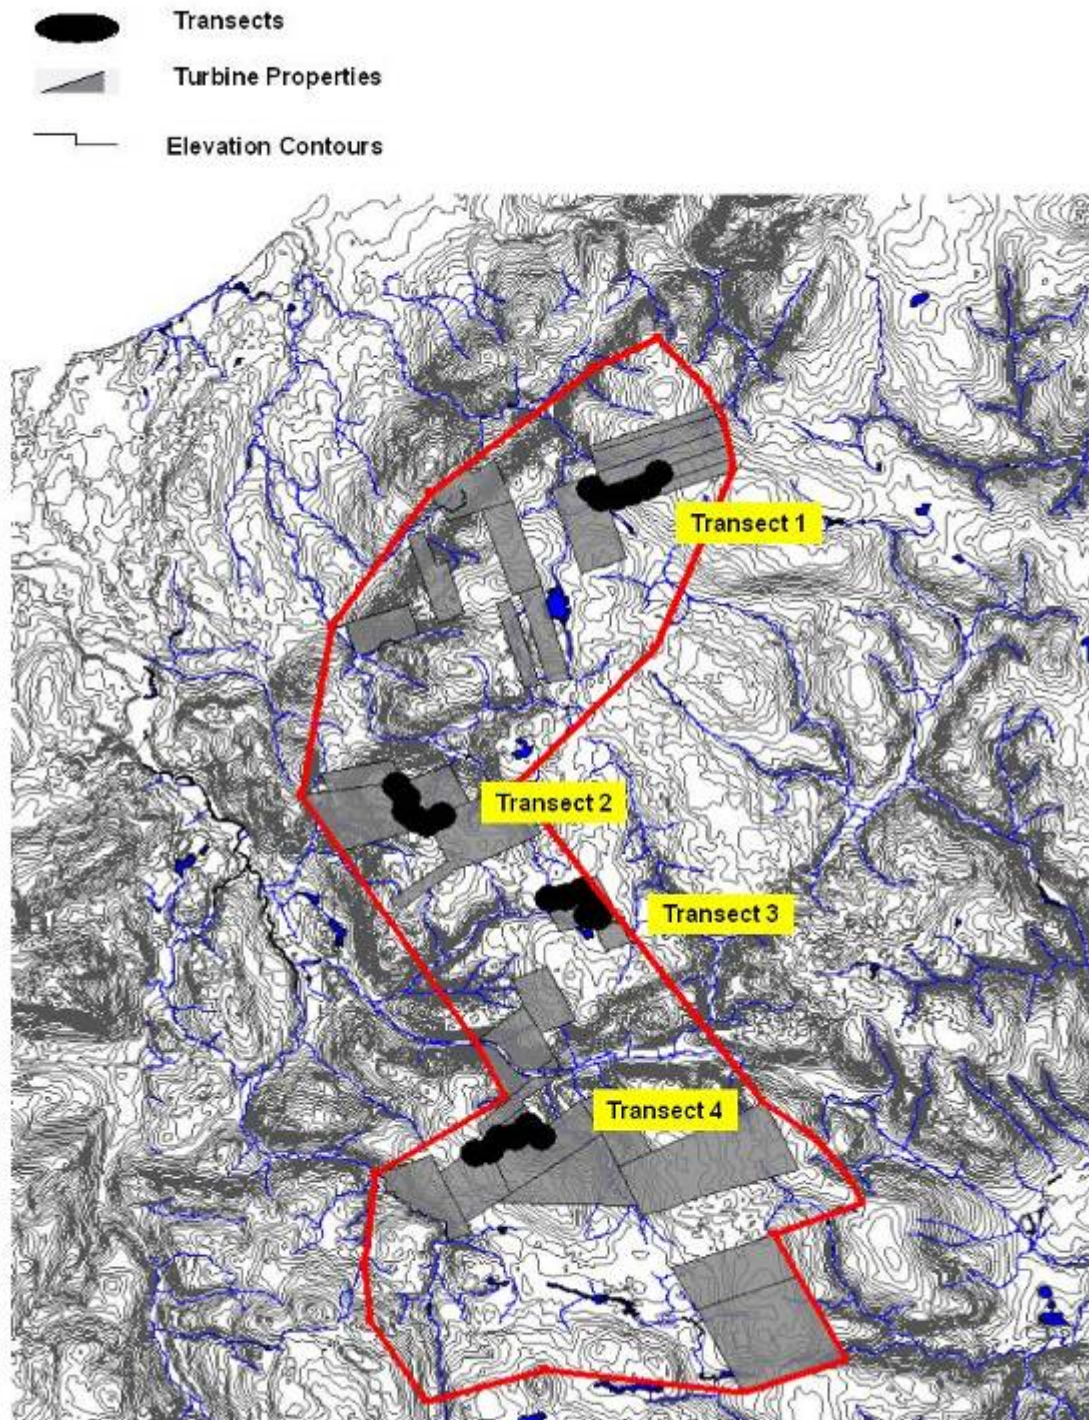 Transects
Turbine Properties
Elevation Contours
Transect 1
Transect 2
Transect 3
Transect 4